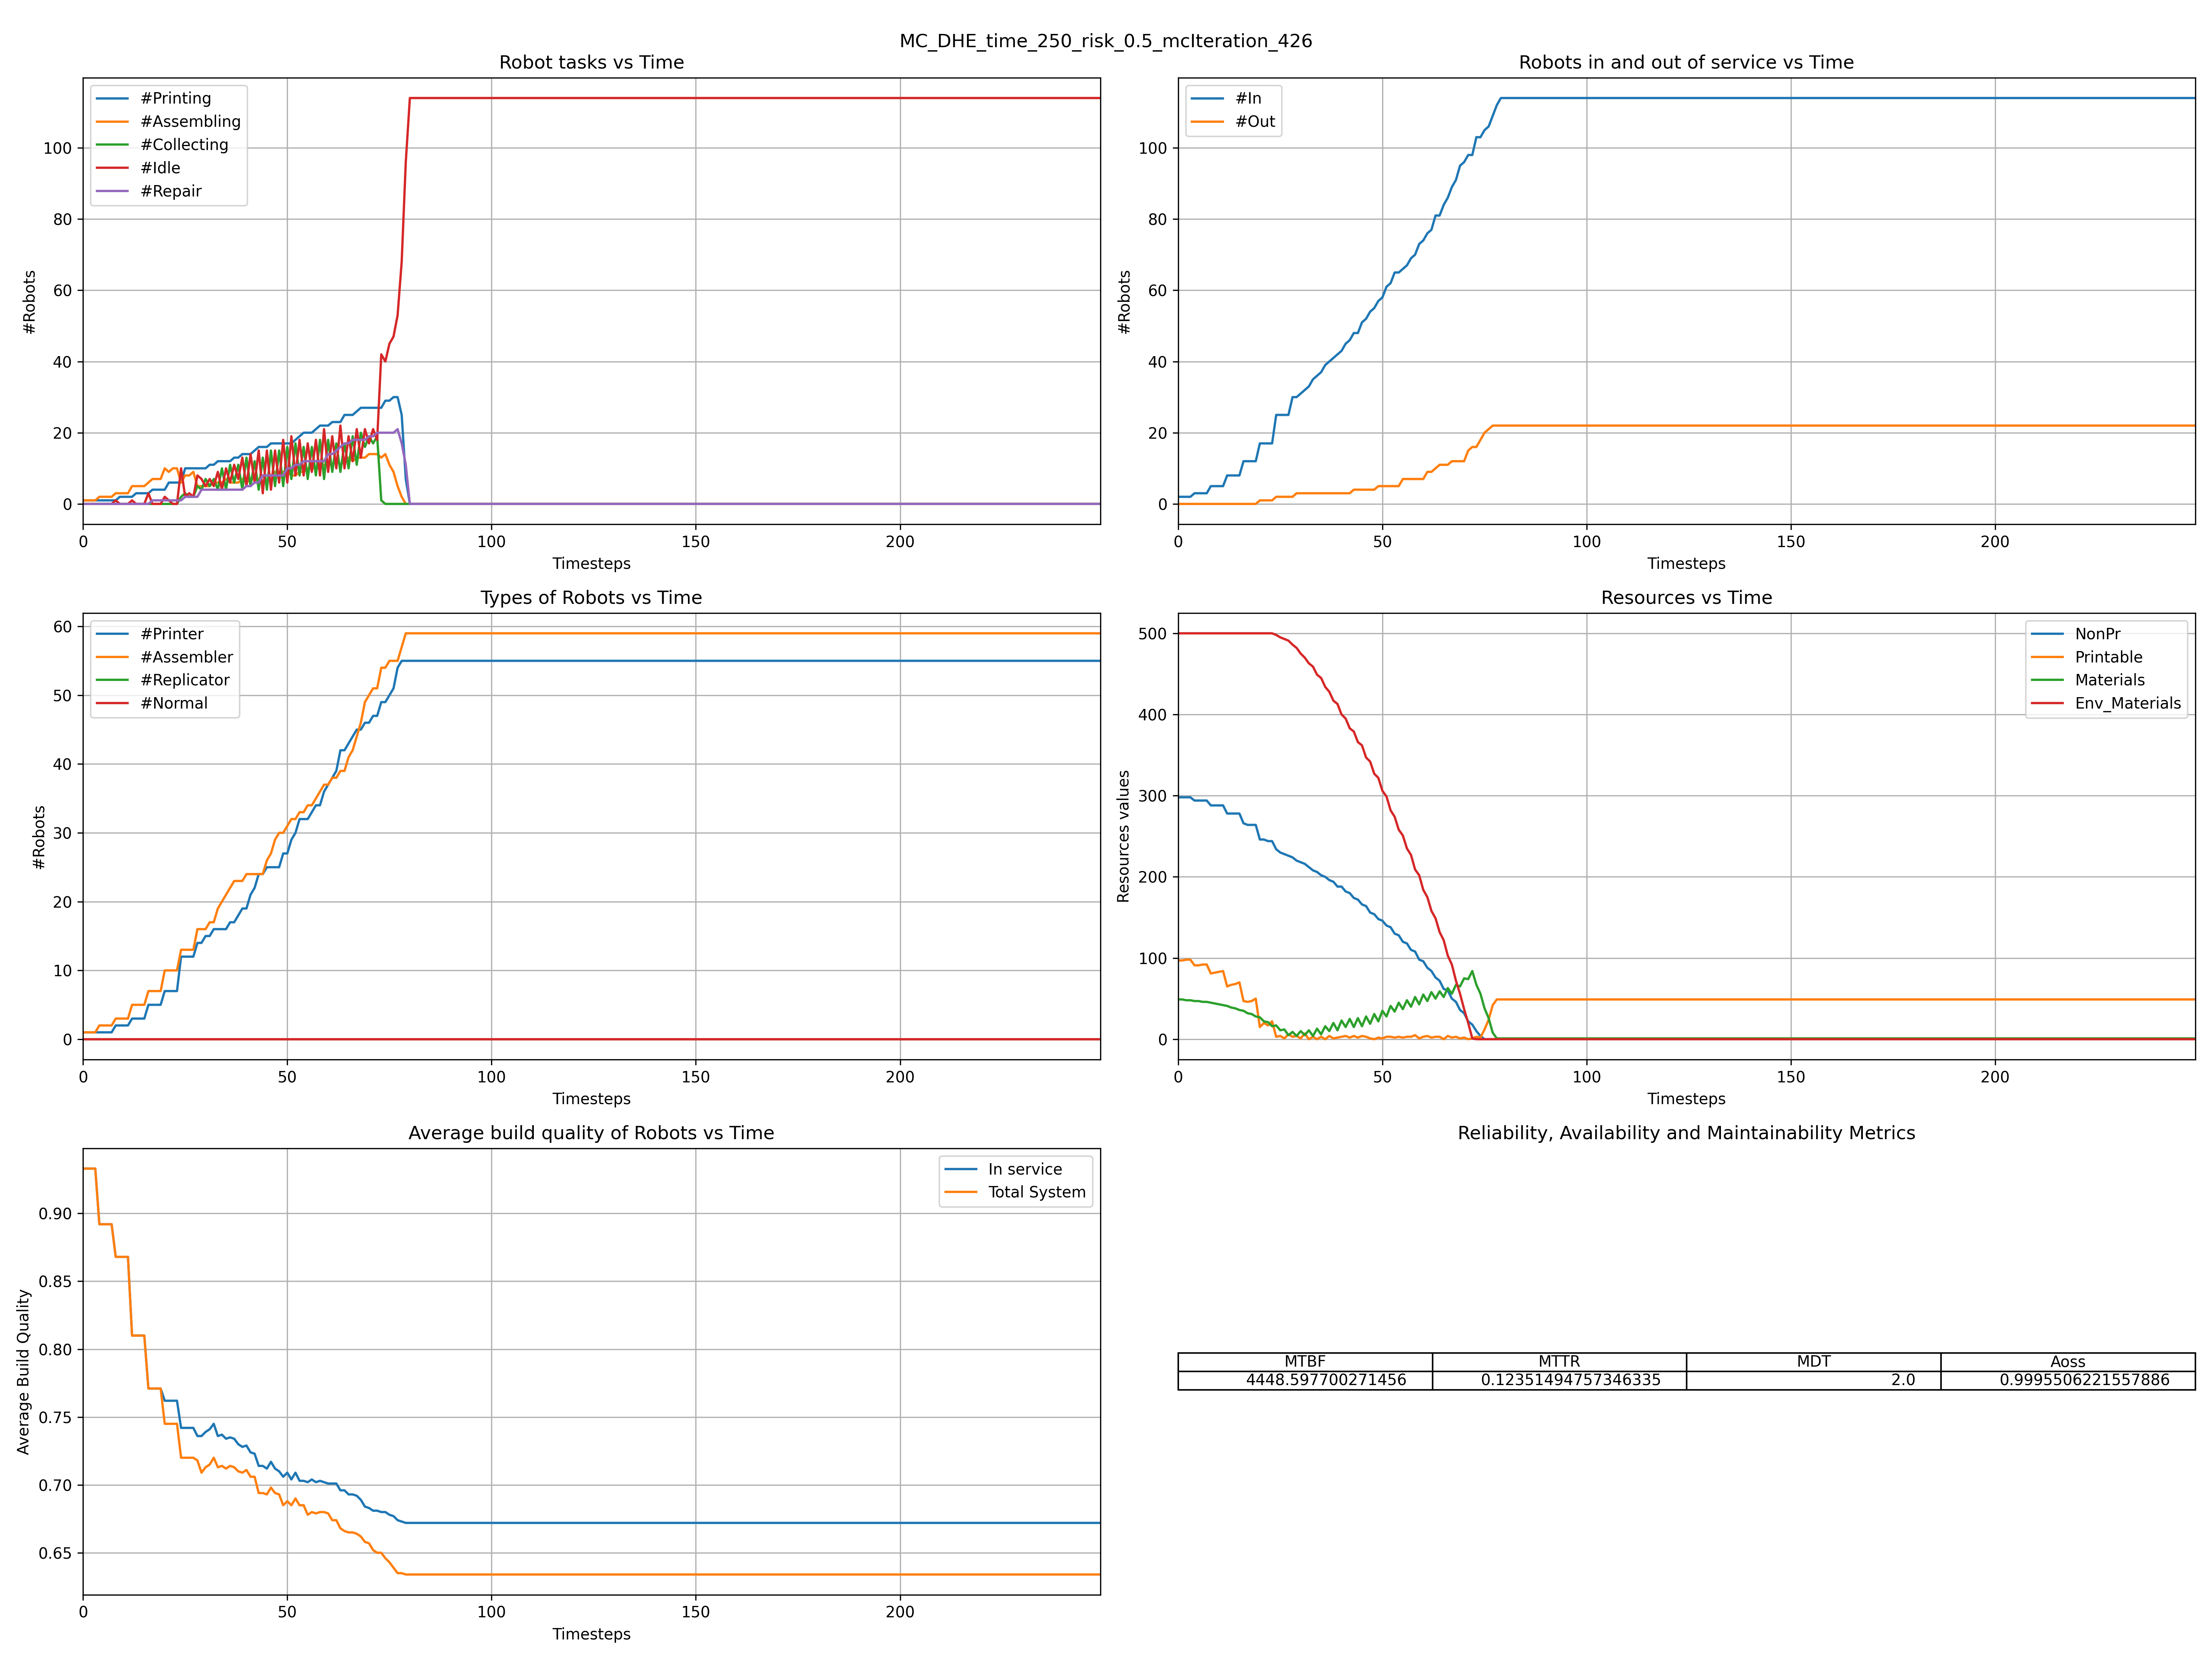 MC_DHE_time_250_risk_0.5_mcIteration_426
Robot tasks vs Time
#Printing
#Assembling
#Collecting
#Idle
#Repair
#Robots
100
80
60
40
20
0
0 50 100 150 200
Timesteps
Robots in and out of service vs Time
#In
#Out
#Robots
100
80
60
40
20
0
0 50 100 150 200
Timesteps
Types of Robots vs Time
#Printer
#Assembler
#Replicator
#Normal
#Robots
60
50
40
30
20
10
0
0 50 100 150 200
Timesteps
Resources vs Time
NonPr
Printable
Materials
Env_Materials
Resources values
500
400
300
200
100
0
0 50 100 150 200
Timesteps
Average build quality of Robots vs Time
In service
Total System
Average Build Quality
0.90
0.85
0.80
0.75
0.70
0.65
0 50 100 150 200
Timesteps
Reliability, Availability and Maintainability Metrics
MTBF MTTR MDT Aoss
4448.597700271456 0.12351494757346335 2.0 0.9995506221557886